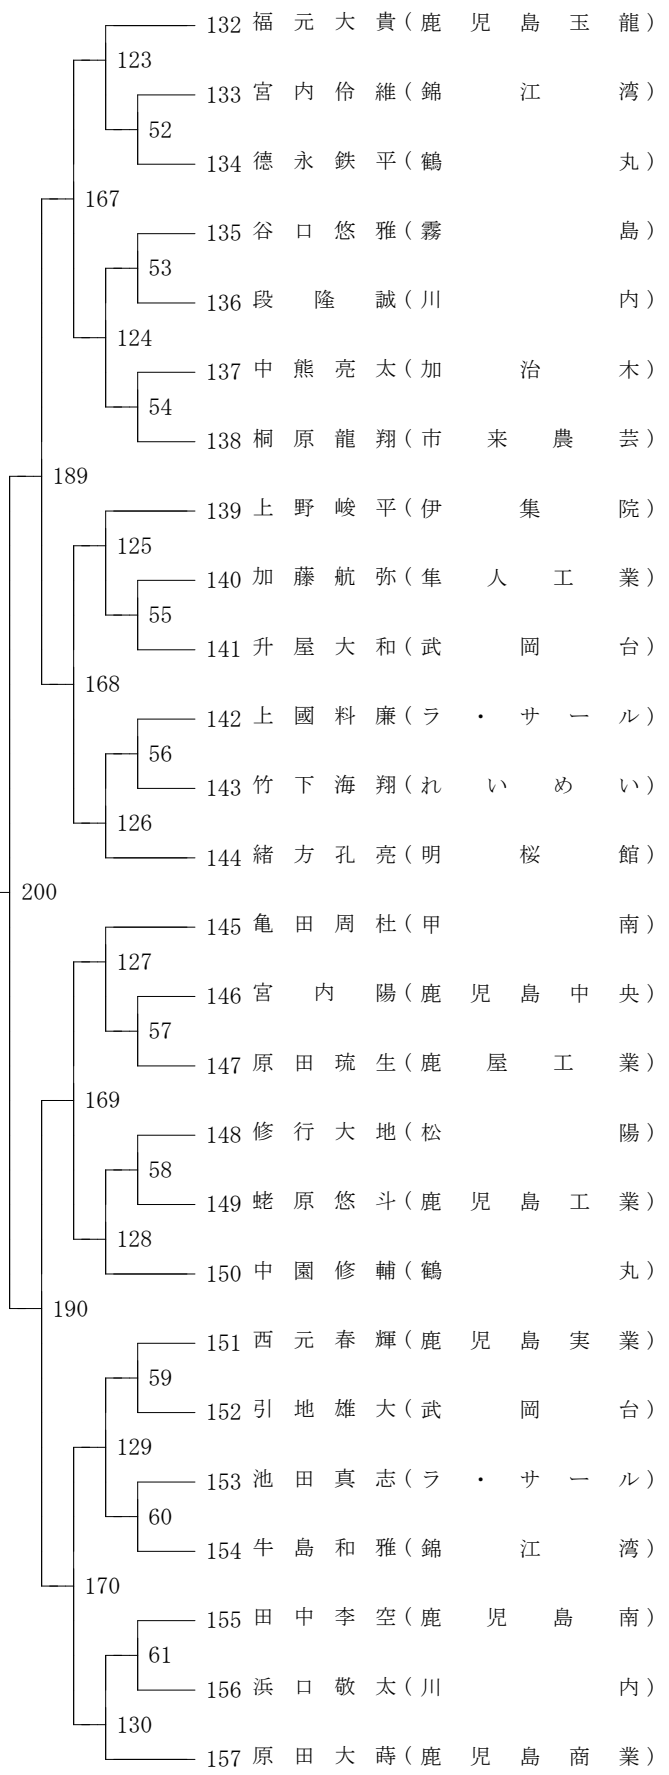 132 福元大貴(鹿児島玉龍)
123
133 宮内伶維(錦江湾)
52
134 德永鉄平(鶴丸)
167
135 谷口悠雅(霧島)
53
136 段隆誠(川内)
124
137 中熊亮太(加治木)
54
138 桐原龍翔(市来農芸)
189
139 上野峻平(伊集院)
125
140 加藤航弥(隼人工業)
55
141 升屋大和(武岡台)
168
142 上國料廉(ラ・サール)
56
143 竹下海翔(れいめい)
126
144 緒方孔亮(明桜館)
200
145 亀田周杜(甲南)
127
146 宮内陽(鹿児島中央)
57
147 原田琉生(鹿屋工業)
169
148 修行大地(松陽)
58
149 蛯原悠斗(鹿児島工業)
128
150 中園修輔(鶴丸)
190
151 西元春輝(鹿児島実業)
59
152 引地雄大(武岡台)
129
153 池田真志(ラ・サール)
60
154 牛島和雅(錦江湾)
170
155 田中李空(鹿児島南)
61
156 浜口敬太(川内)
130
157 原田大蒔(鹿児島商業)